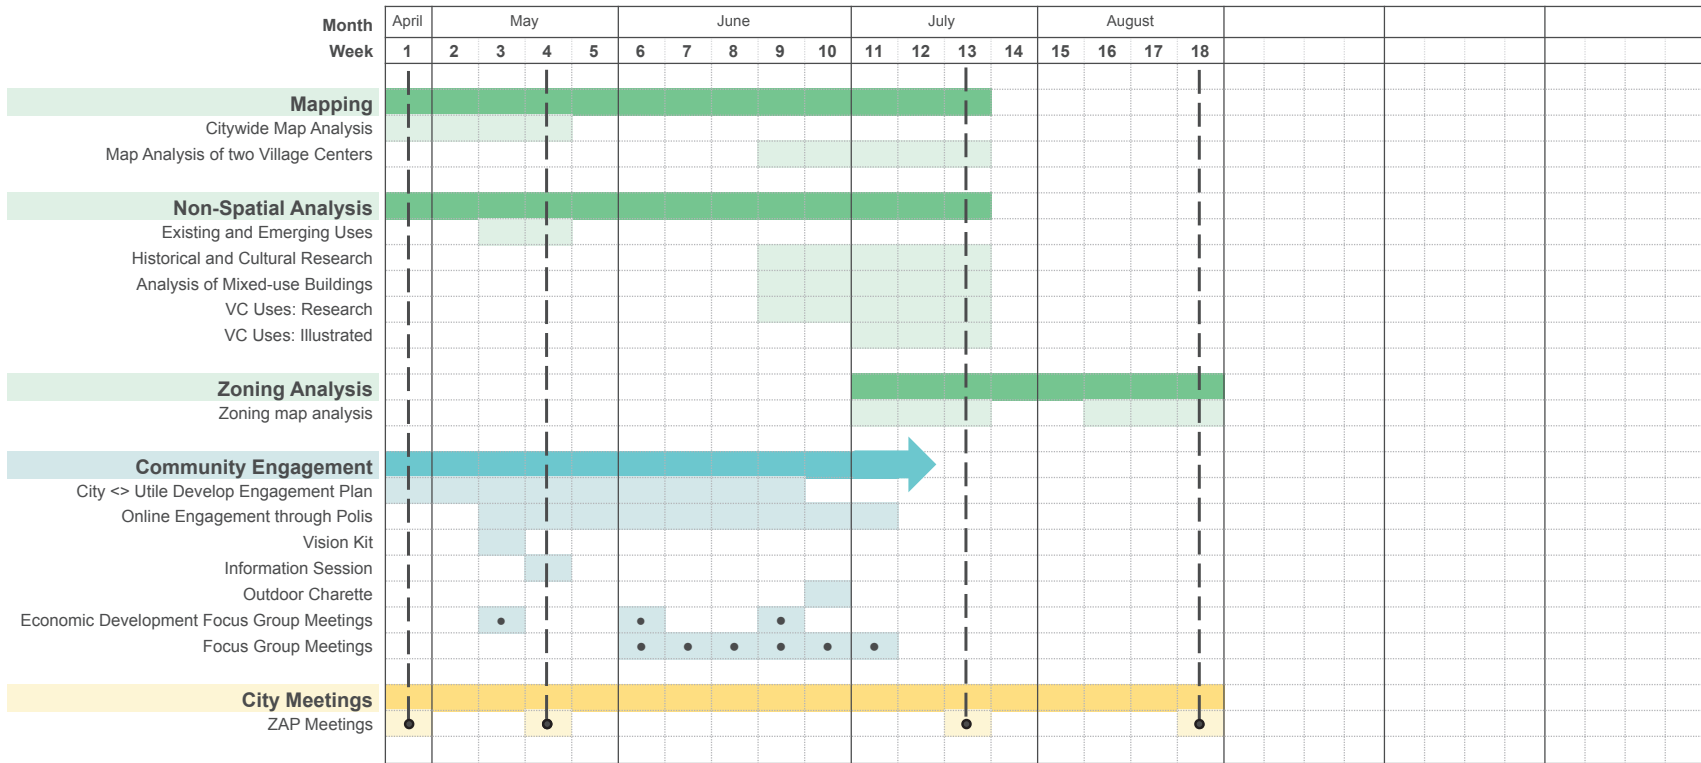 Month April May June July August
Week 1 2 3 4 5 6 7 8 9 10 11 12 13 14 15 16 17 18
Mapping
Citywide Map Analysis
Map Analysis of two Village Centers
Non-Spatial Analysis
Existing and Emerging Uses
Historical and Cultural Research
Analysis of Mixed-use Buildings
VC Uses: Research
VC Uses: Illustrated
Zoning Analysis
Zoning map analysis
Community Engagement
City <> Utile Develop Engagement Plan
Online Engagement through Polis
Vision Kit
Information Session
Outdoor Charette
Economic Development Focus Group Meetings
Focus Group Meetings
City Meetings
ZAP Meetings